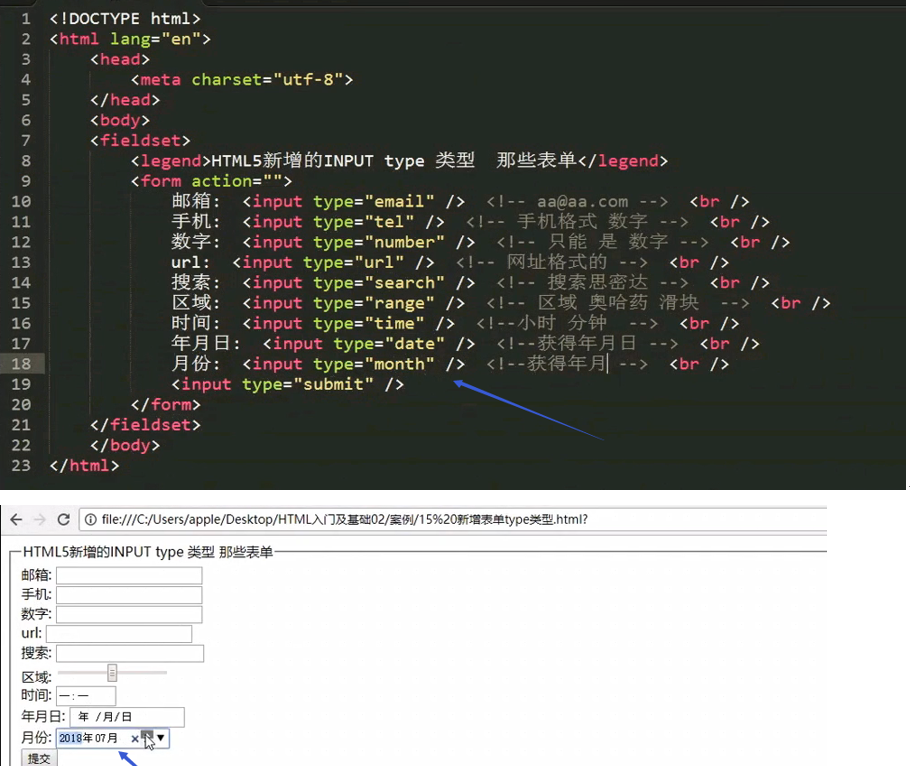 1 <!DOCTYPE html>
2 <html lang="en">
3 <head>
4 <meta charset="utf-8">
5 </head>
6 <body>
7 <fieldset>
8 <legend>HTML5新增的INPUT type 类型  那些表单</legend>
9 <form action="">
10 邮箱: <input type="email" /> <!-- aa@aa.com --> <br />
11 手机: <input type="tel" /> <!-- 手机格式 数字 --> <br />
12 数字: <input type="number" /> <!-- 只能 是 数字 --> <br />
13 url: <input type="url" /> <!-- 网址格式的 --> <br />
14 搜索: <input type="search" /> <!-- 搜索思密达 --> <br />
15 区域: <input type="range" /> <!-- 区域 奥哈药 滑块  --> <br />
16 时间: <input type="time" /> <!--小时 分钟  --> <br />
17 年月日: <input type="date" /> <!--获得年月日 --> <br />
18 月份: <input type="month" /> <!--获得年月 --> <br />
19 <input type="submit" />
20 </form>
21 </fieldset>
22 </body>
23 </html>
file:///C:/Users/apple/Desktop/HTML入门及基础02/案例/15%20新增表单type类型.html?
HTML5新增的INPUT type 类型 那些表单
邮箱:
手机:
数字:
url:
搜索:
区域:
时间: --:--
年月日: 年 /月/日
月份: 2018年07月
提交